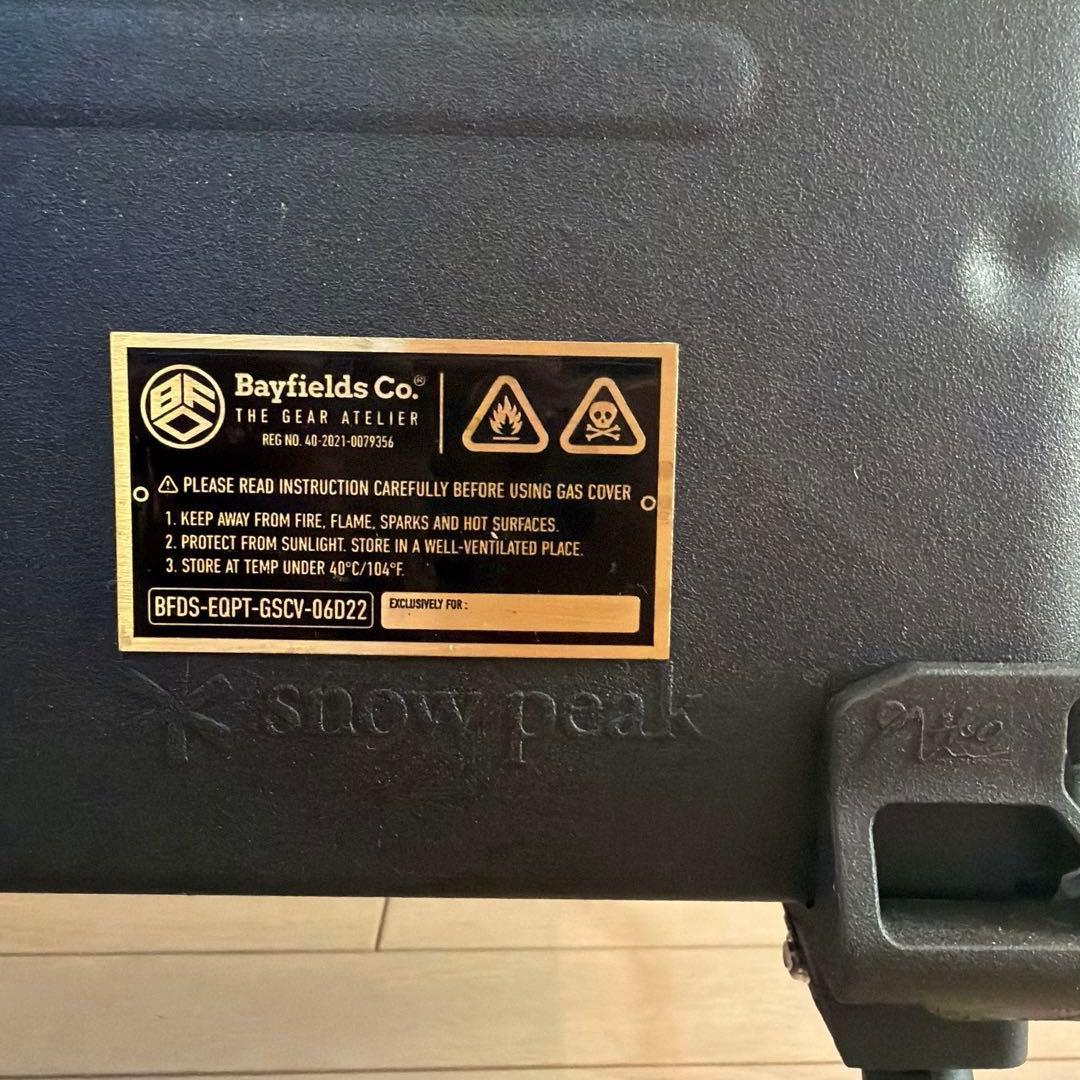 BFD
Bayfields Co.®
THE GEAR ATELIER
REG NO. 40-2021-0079356
⚠ PLEASE READ INSTRUCTION CAREFULLY BEFORE USING GAS COVER
1. KEEP AWAY FROM FIRE, FLAME, SPARKS AND HOT SURFACES.
2. PROTECT FROM SUNLIGHT. STORE IN A WELL-VENTILATED PLACE.
3. STORE AT TEMP UNDER 40°C/104°F.
BFDS-EQPT-GSCV-06D22
EXCLUSIVELY FOR :
snow peak